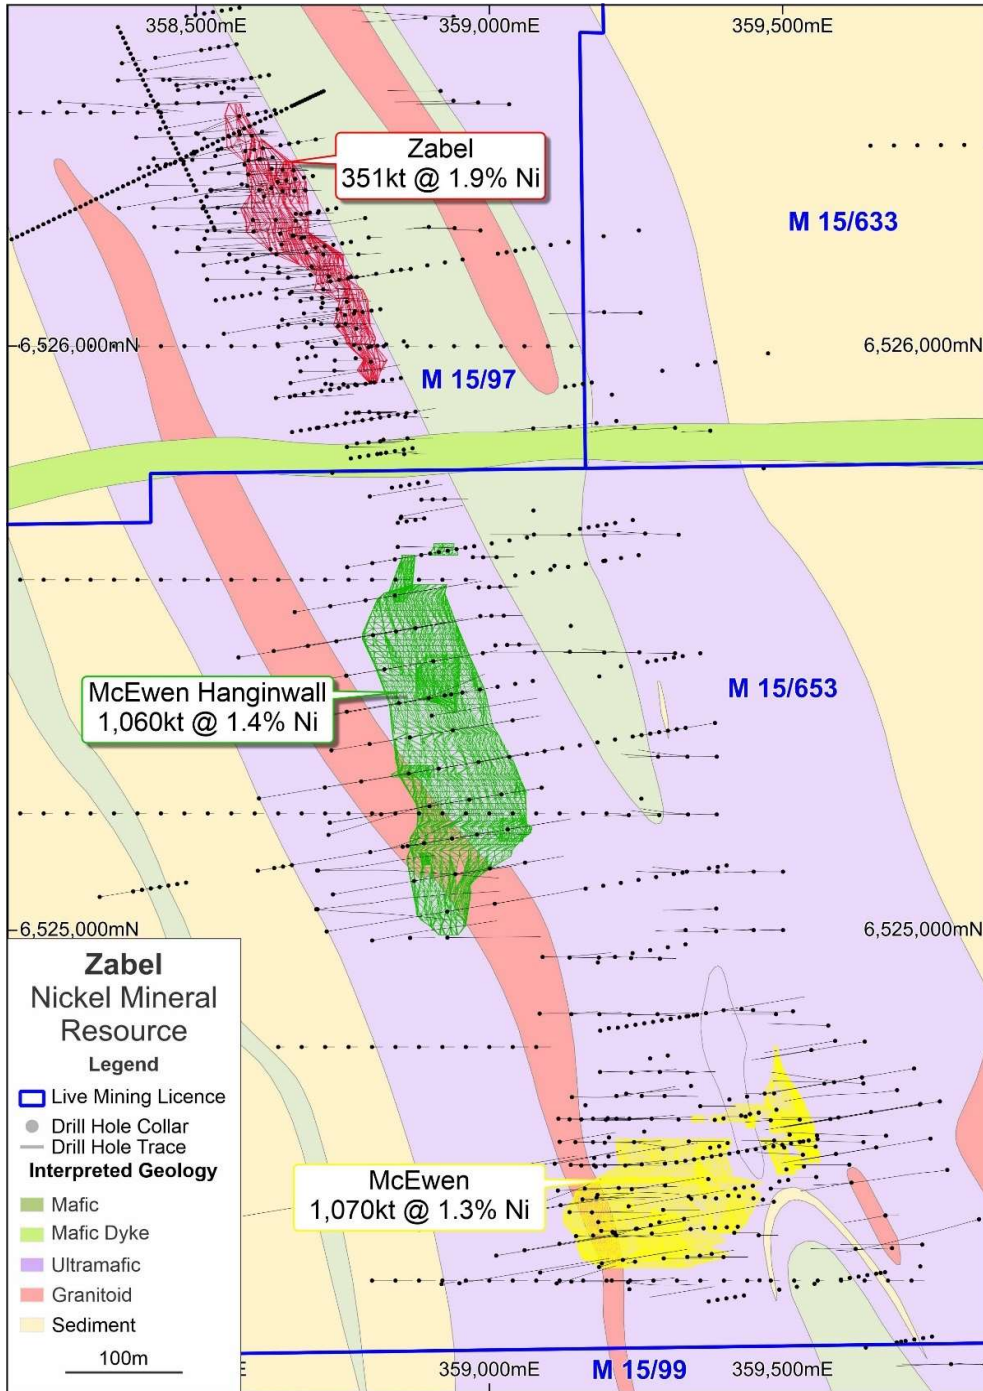 358,500mE
359,000mE
359,500mE
Zabel
351kt @ 1.9% Ni
M 15/633
6,526,000mN
6,526,000mN
M 15/97
McEwen Hanginwall
1,060kt @ 1.4% Ni
M 15/653
6,525,000mN
6,525,000mN
Zabel
Nickel Mineral
Resource
Legend
Live Mining Licence
Drill Hole Collar
Drill Hole Trace
Interpreted Geology
Mafic
Mafic Dyke
Ultramafic
Granitoid
Sediment
100m
McEwen
1,070kt @ 1.3% Ni
E
359,000mE
M 15/99
359,500mE